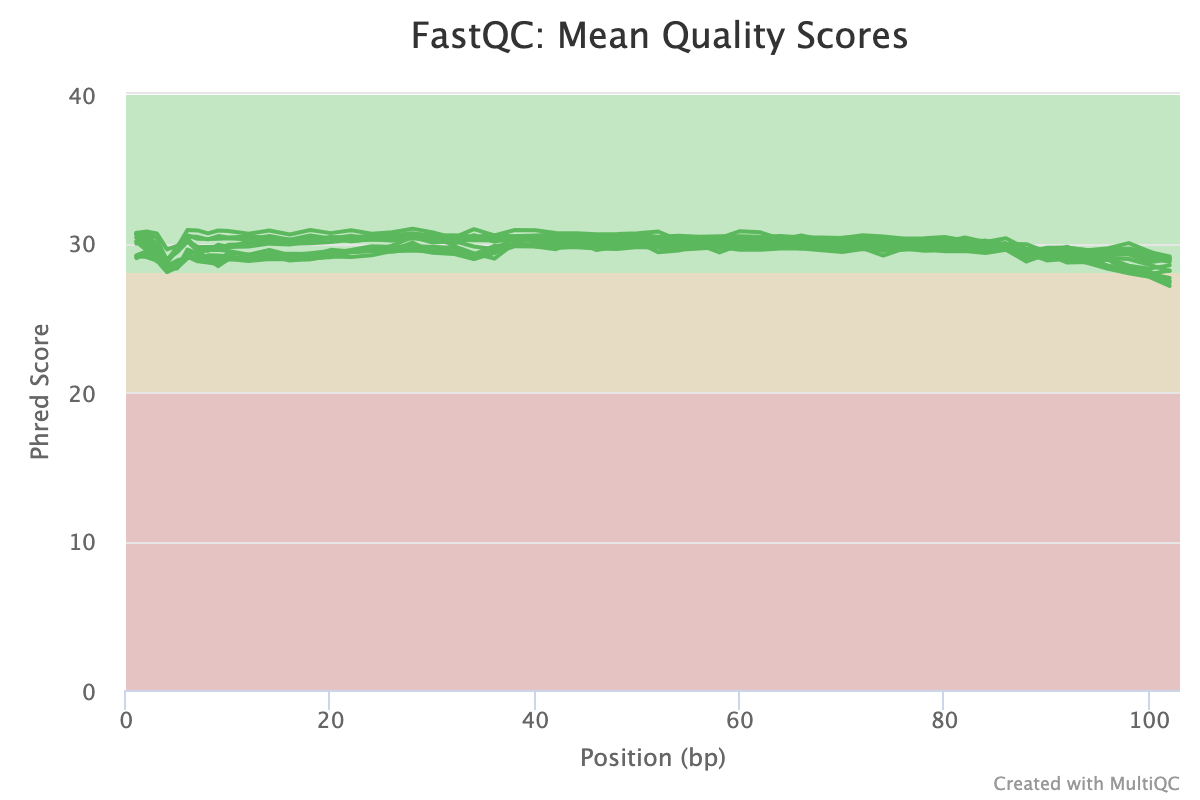 FastQC: Mean Quality Scores
40
30
20
10
0
Phred Score
0 20 40 60 80 100
Position (bp)
Created with MultiQC